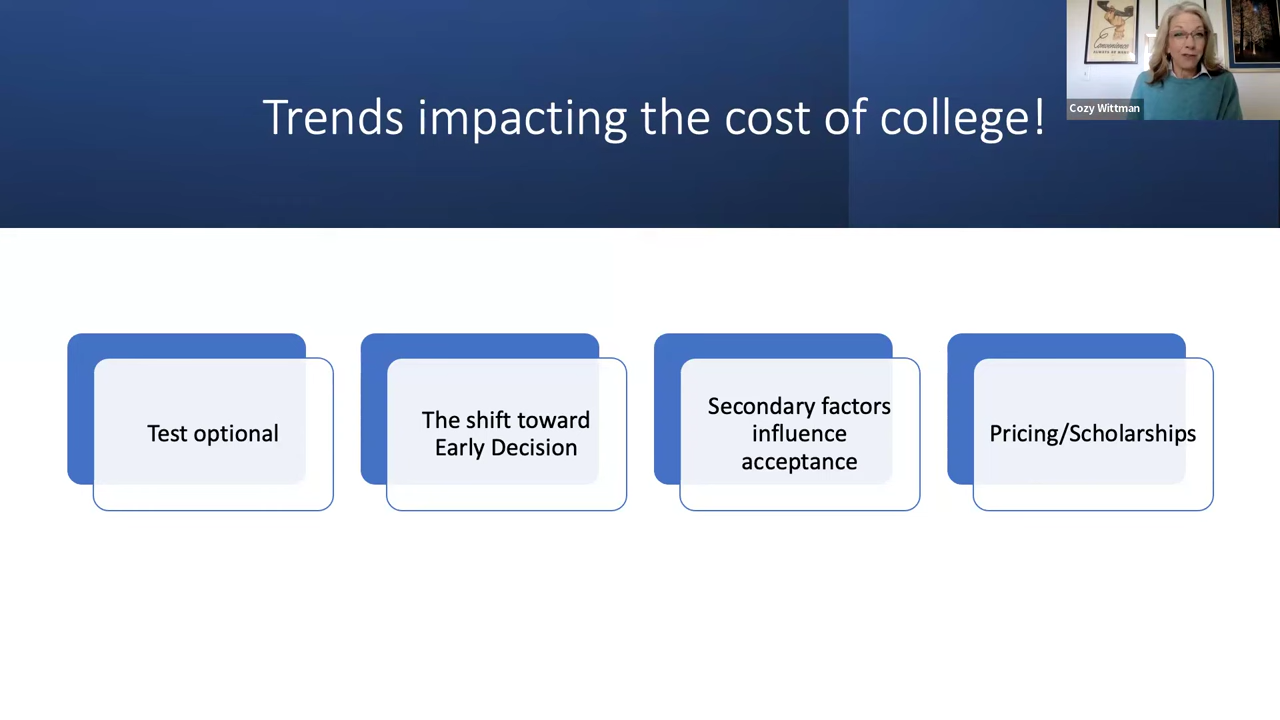 Trends impacting the cost of college!
Cozy Wittman
Test optional
The shift toward
Early Decision
Secondary factors
influence
acceptance
Pricing/Scholarships